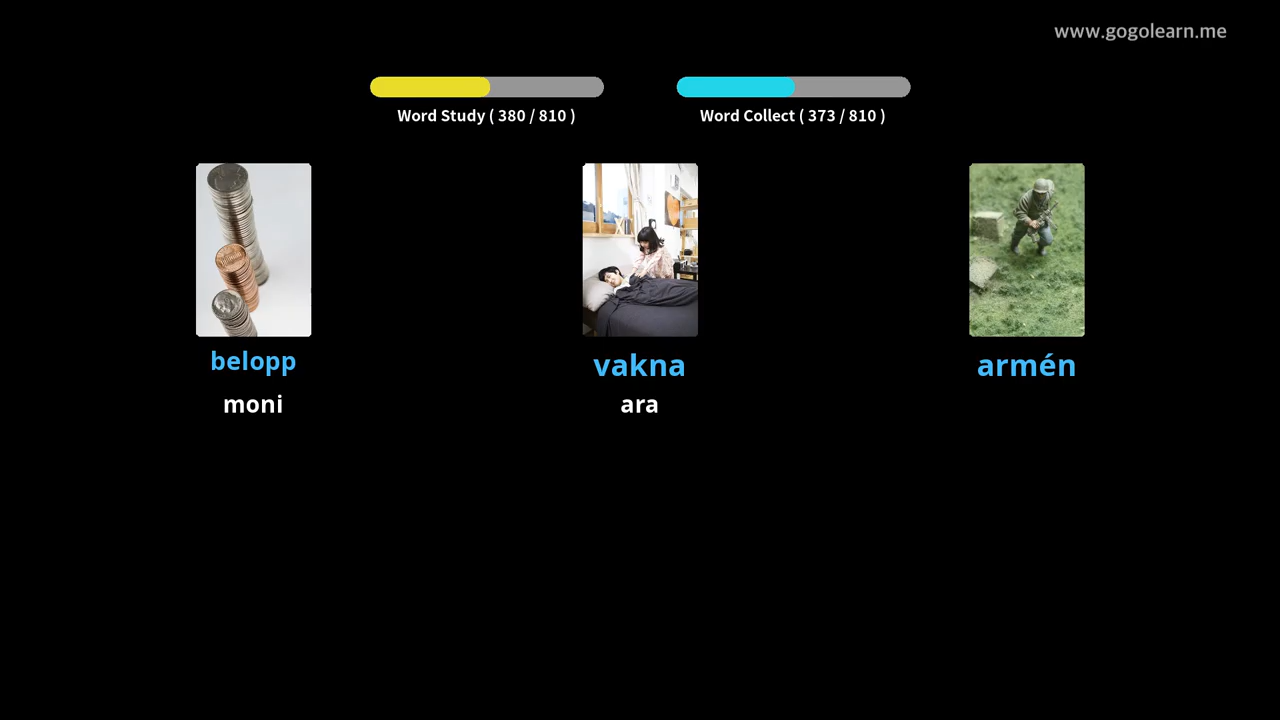 www.gogolearn.me
Word Study ( 380 / 810 )
Word Collect ( 373 / 810 )
belopp
vakna
armén
moni
ara